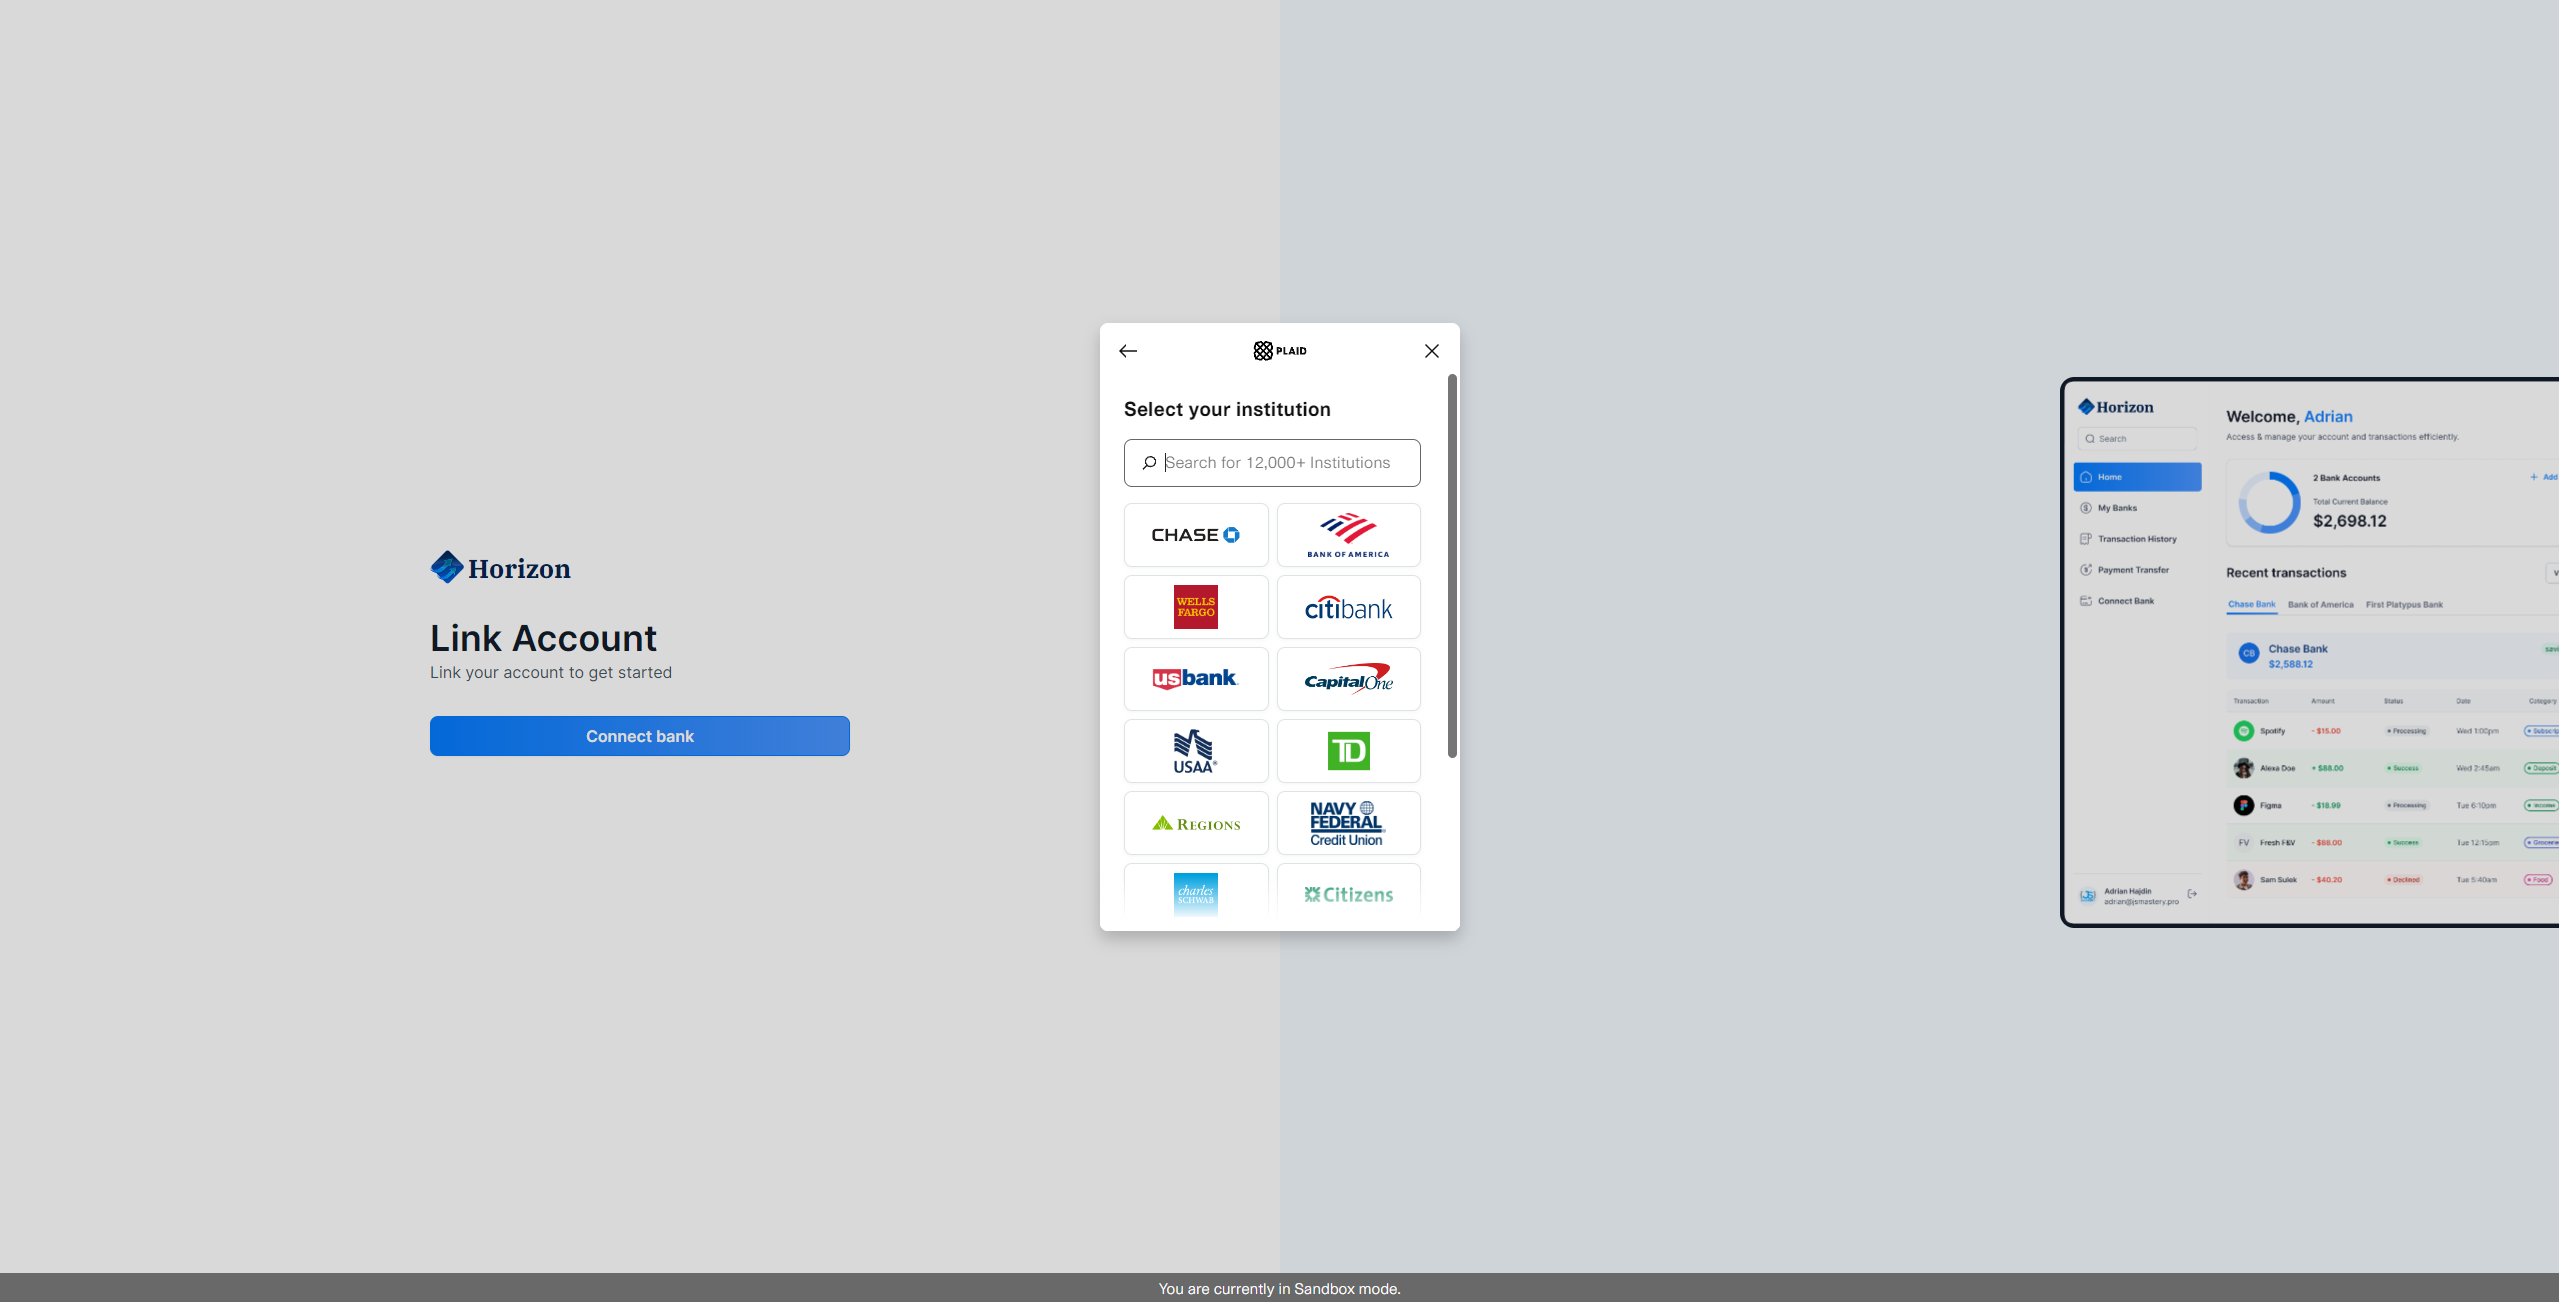 Horizon
Link Account
Link your account to get started
Connect bank
PLAID
Select your institution
Search for 12,000+ Institutions
CHASE
BANK OF AMERICA
WELLS
FARGO
citibank
usbank
CapitalOne
USAA
TD
REGIONS
NAVY
FEDERAL
Credit Union
charles
SCHWAB
Citizens
Horizon
Search
Home
My Banks
Transaction History
Payment Transfer
Connect Bank
Adrian Hajdin
adrian@jsmastery.pro
Welcome, Adrian
Access & manage your account and transactions efficiently.
2 Bank Accounts
+ Add
Total Current Balance
$2,698.12
Recent transactions
Chase Bank Bank of America First Platypus Bank
CB
Chase Bank
$2,588.12
Transaction Amount Status Date Category
Spotify - $15.00 Processing Wed 1:00pm
Alexa Doe + $88.00 Success Wed 2:45am Deposit
Figma - $18.99 Processing Tue 6:10pm Income
FV Fresh F&V - $88.00 Success Tue 12:15pm
Sam Sulek - $40.20 Declined Tue 5:40am Food
You are currently in Sandbox mode.